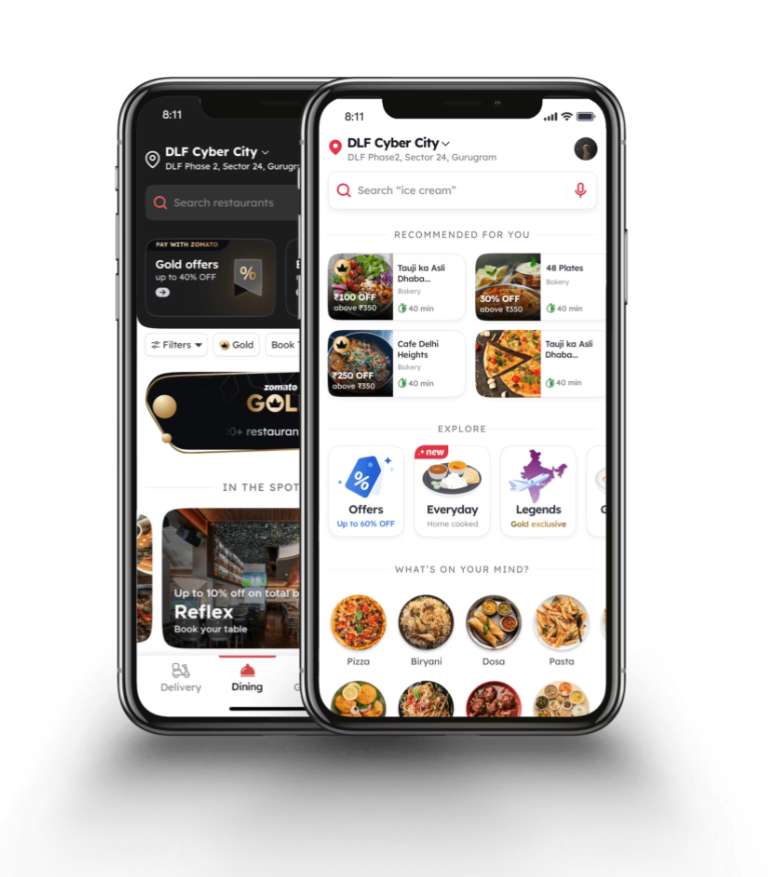 8:11
DLF Cyber City
DLF Phase 2, Sector 24, Gurugr
Search restaurants
PAY WITH ZOMATO
Gold offers
up to 40% OFF
%
Filters
Gold
Book
zomato
GOL
0+ restauran
IN THE SPOT
Up to 10% off on total b
Reflex
Book your table
Delivery
Dining
G
8:11
DLF Cyber City
DLF Phase2, Sector 24, Gurugram
Search “ice cream”
RECOMMENDED FOR YOU
₹100 OFF
above ₹350
Tauji ka Asli
Dhaba...
Bakery
40 min
50% OFF
above ₹350
48 Plates
Bakery
40 min
₹250 OFF
above ₹350
Cafe Delhi
Heights
Bakery
40 min
Tauji ka Asli
Dhaba...
40 min
EXPLORE
%
Offers
Up to 60% OFF
new
Everyday
Home cooked
Legends
Gold exclusive
G
WHAT'S ON YOUR MIND?
Pizza
Biryani
Dosa
Pasta